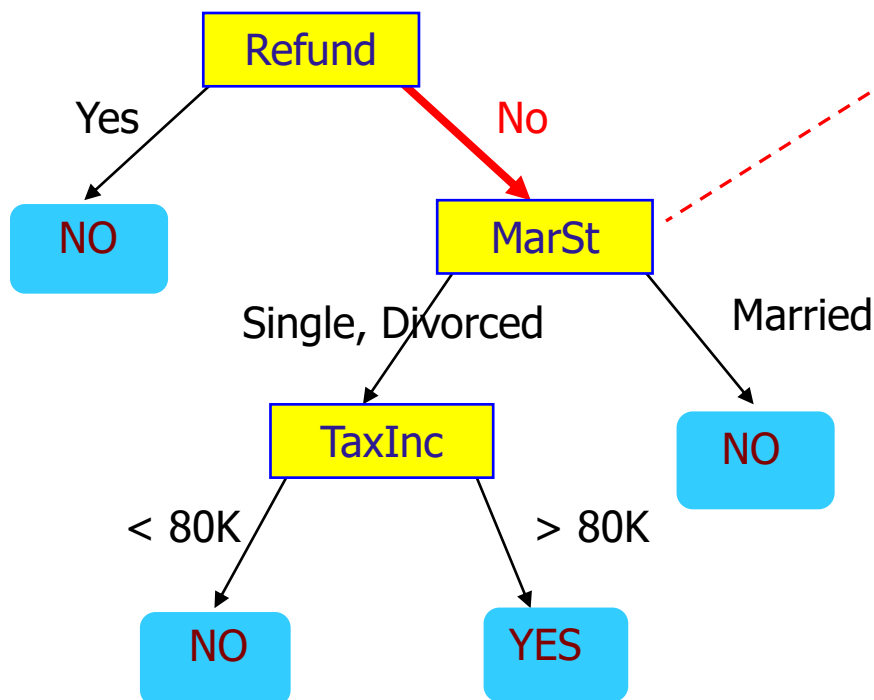 Refund
Yes
No
NO
MarSt
Single, Divorced
Married
TaxInc
NO
< 80K
> 80K
NO
YES